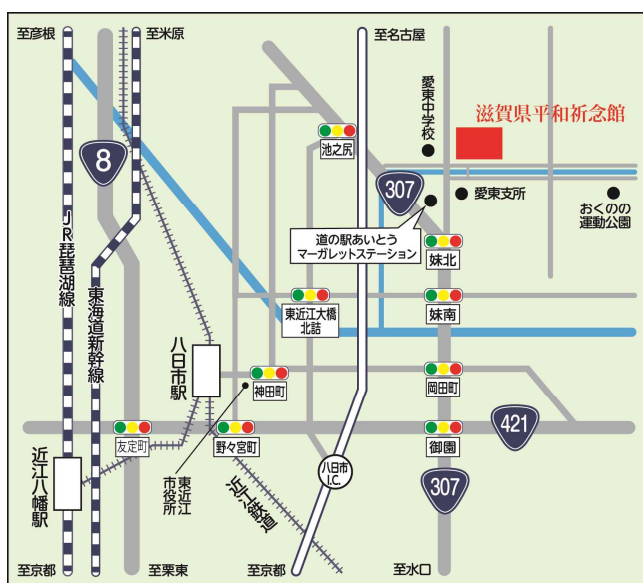 至彦根
至米原
至名古屋
愛東中学校
滋賀県平和祈念館
池之尻
8
307
愛東支所
おくのの
運動公園
道の駅あいとう
マーガレットステーション
妹北
JR琵琶湖線
東海道新幹線
東近江大橋
北詰
妹南
八日市駅
神田町
岡田町
421
友定町
野々宮町
御園
近江八幡駅
東近江
市役所
近江鉄道
八日市
I.C.
307
至京都
至栗東
至京都
至水口